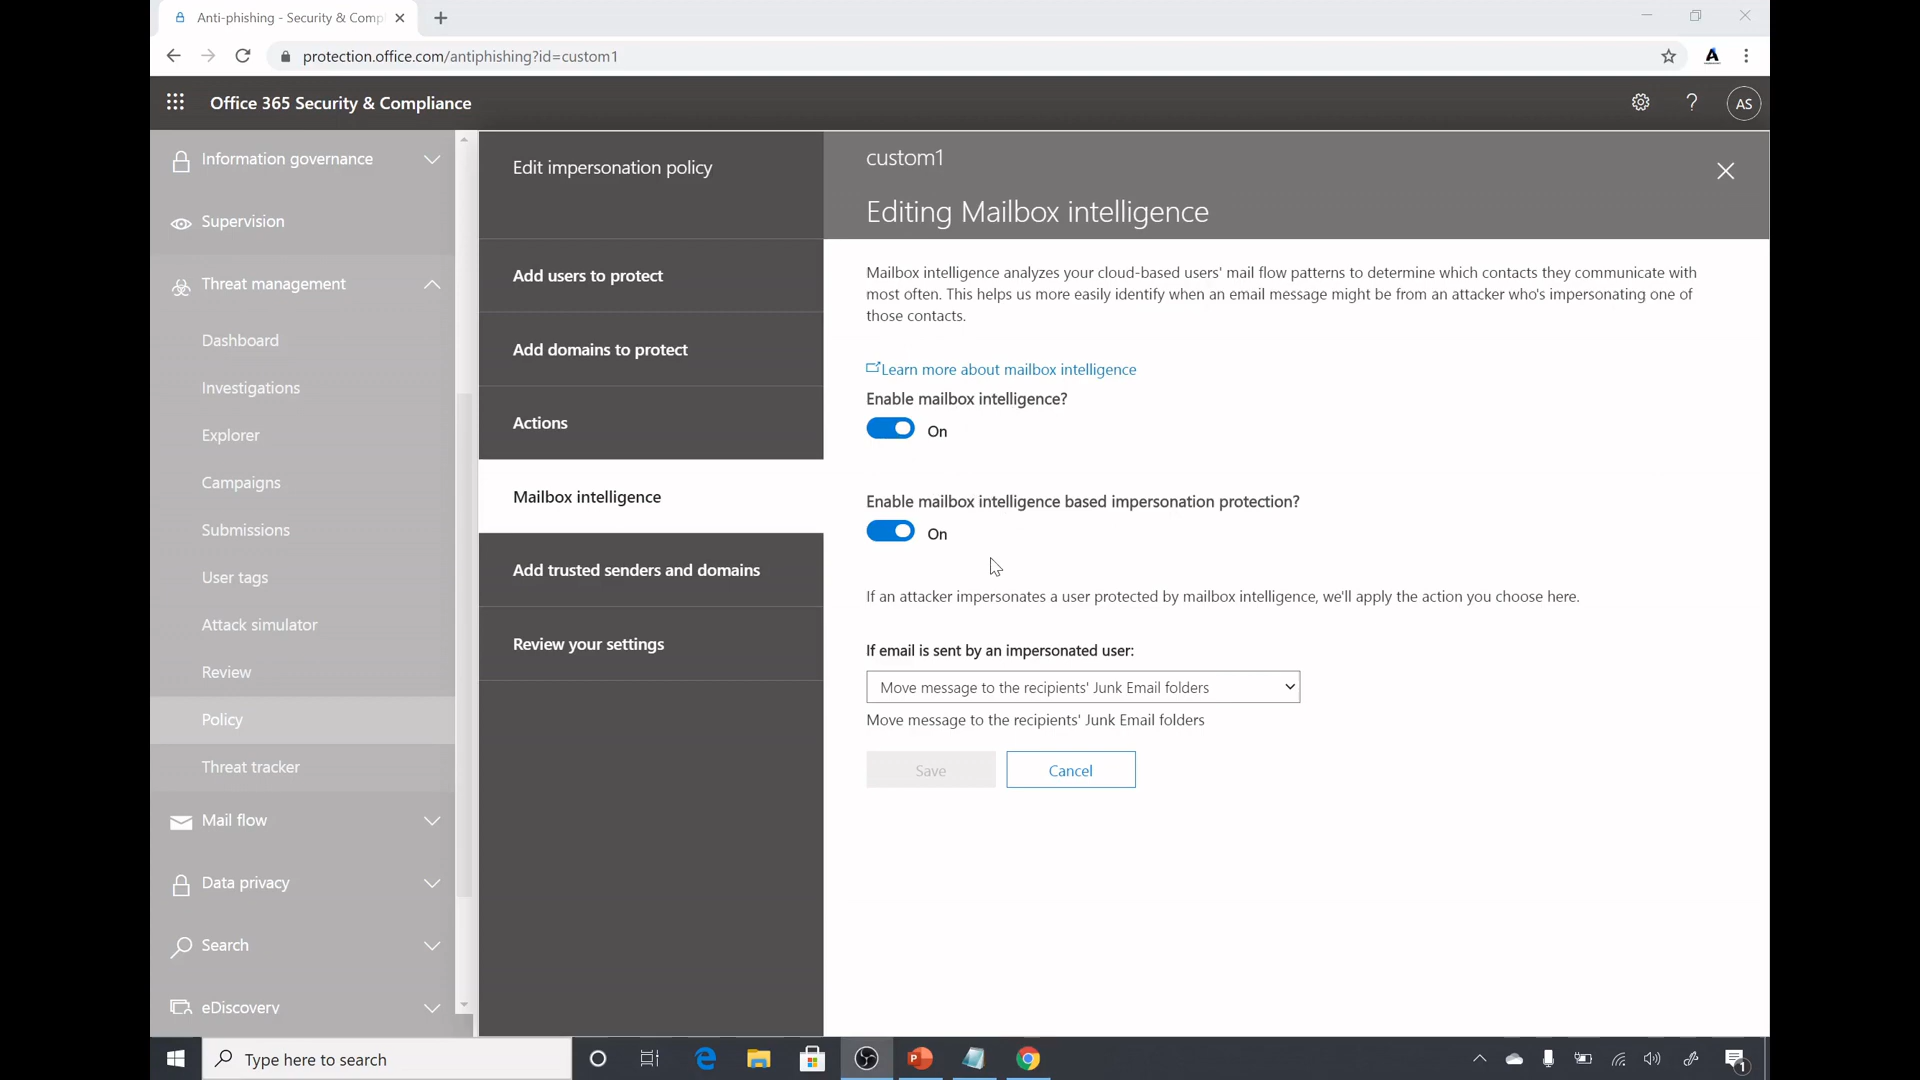 Anti-phishing - Security & Comp
protection.office.com/antiphishing?id=custom1
Office 365 Security & Compliance
AS
Information governance
Supervision
Threat management
Dashboard
Investigations
Explorer
Campaigns
Submissions
User tags
Attack simulator
Review
Policy
Threat tracker
Mail flow
Data privacy
Search
eDiscovery
Edit impersonation policy
Add users to protect
Add domains to protect
Actions
Mailbox intelligence
Add trusted senders and domains
Review your settings
custom1
Editing Mailbox intelligence
Mailbox intelligence analyzes your cloud-based users' mail flow patterns to determine which contacts they communicate with
most often. This helps us more easily identify when an email message might be from an attacker who's impersonating one of
those contacts.
Learn more about mailbox intelligence
Enable mailbox intelligence?
On
Enable mailbox intelligence based impersonation protection?
On
If an attacker impersonates a user protected by mailbox intelligence, we'll apply the action you choose here.
If email is sent by an impersonated user:
Move message to the recipients' Junk Email folders
Move message to the recipients' Junk Email folders
Save Cancel
Type here to search
1